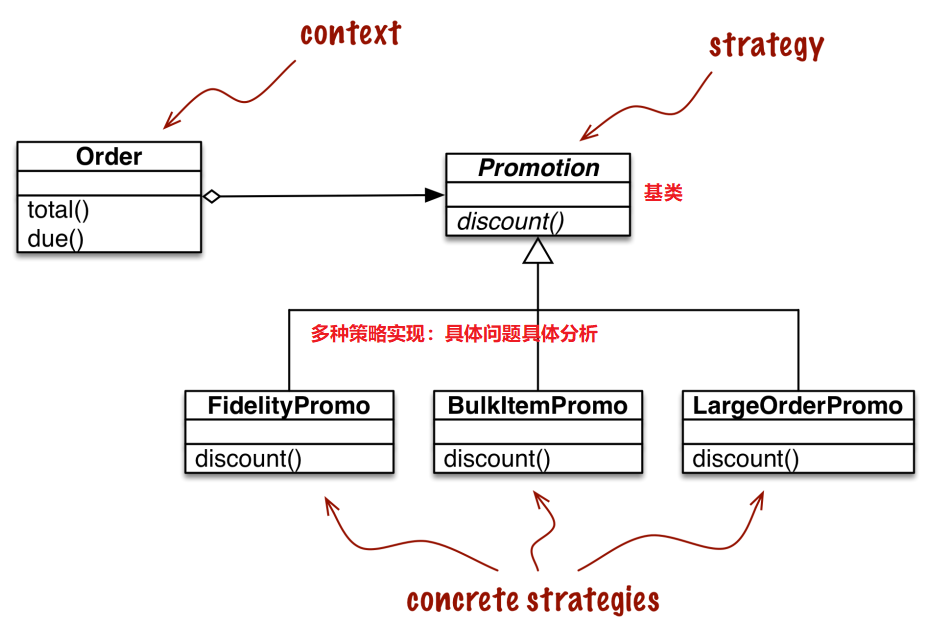 context
strategy
Order
total()
due()
Promotion
discount()
基类
多种策略实现：具体问题具体分析
FidelityPromo
discount()
BulkItemPromo
discount()
LargeOrderPromo
discount()
concrete strategies